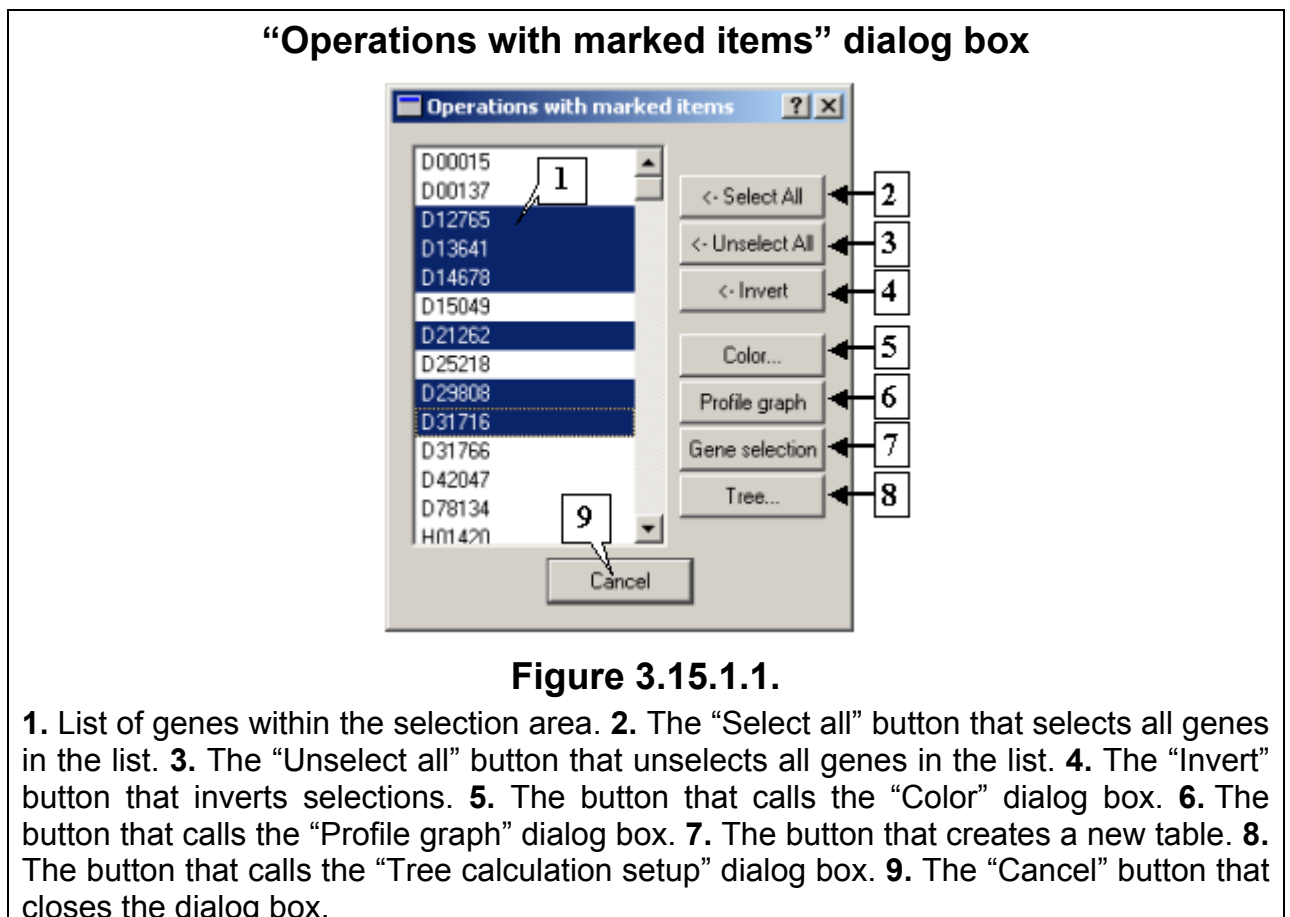 “Operations with marked items” dialog box
Operations with marked items
D00015
D00137
D12765
D13641
D14678
D15049
D21262
D25218
D29808
D31716
D31766
D42047
D78134
H01420
1
<- Select All
2
<- Unselect All
3
<- Invert
4
Color...
5
Profile graph
6
Gene selection
7
Tree...
8
9
Cancel
Figure 3.15.1.1.
1. List of genes within the selection area. 2. The “Select all” button that selects all genes
in the list. 3. The “Unselect all” button that unselects all genes in the list. 4. The “Invert”
button that inverts selections. 5. The button that calls the “Color” dialog box. 6. The
button that calls the “Profile graph” dialog box. 7. The button that creates a new table. 8.
The button that calls the “Tree calculation setup” dialog box. 9. The “Cancel” button that
closes the dialog box.